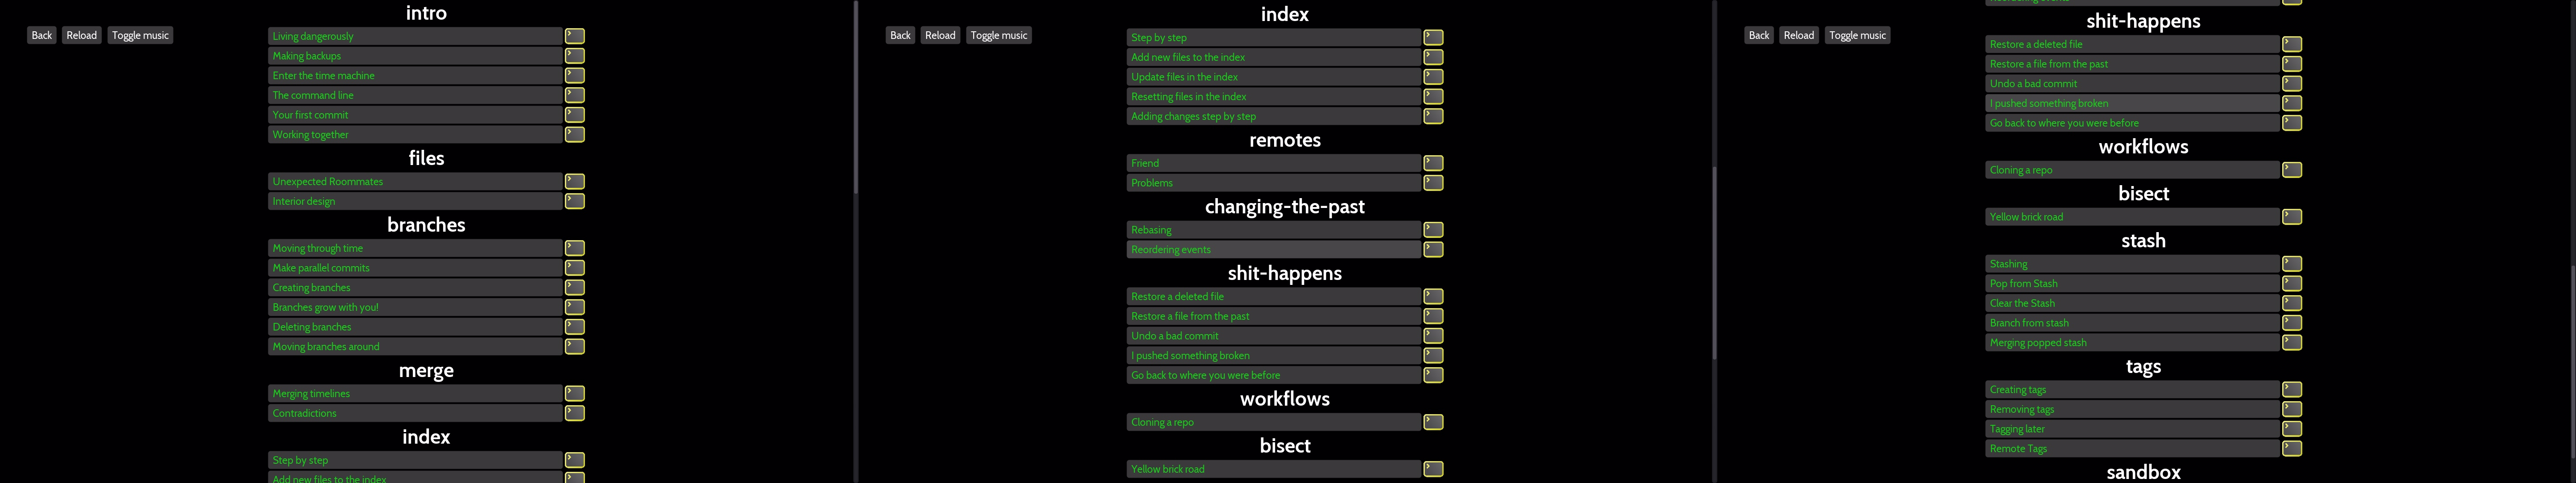 Back Reload Toggle music
intro
Living dangerously
Making backups
Enter the time machine
The command line
Your first commit
Working together
files
Unexpected Roommates
Interior design
branches
Moving through time
Make parallel commits
Creating branches
Branches grow with you!
Deleting branches
Moving branches around
merge
Merging timelines
Contradictions
index
Step by step
Add new files to the index
Back Reload Toggle music
index
Step by step
Add new files to the index
Update files in the index
Resetting files in the index
Adding changes step by step
remotes
Friend
Problems
changing-the-past
Rebasing
Reordering events
shit-happens
Restore a deleted file
Restore a file from the past
Undo a bad commit
I pushed something broken
Go back to where you were before
workflows
Cloning a repo
bisect
Yellow brick road
Reordering events
Back Reload Toggle music
shit-happens
Restore a deleted file
Restore a file from the past
Undo a bad commit
I pushed something broken
Go back to where you were before
workflows
Cloning a repo
bisect
Yellow brick road
stash
Stashing
Pop from Stash
Clear the Stash
Branch from stash
Merging popped stash
tags
Creating tags
Removing tags
Tagging later
Remote Tags
sandbox